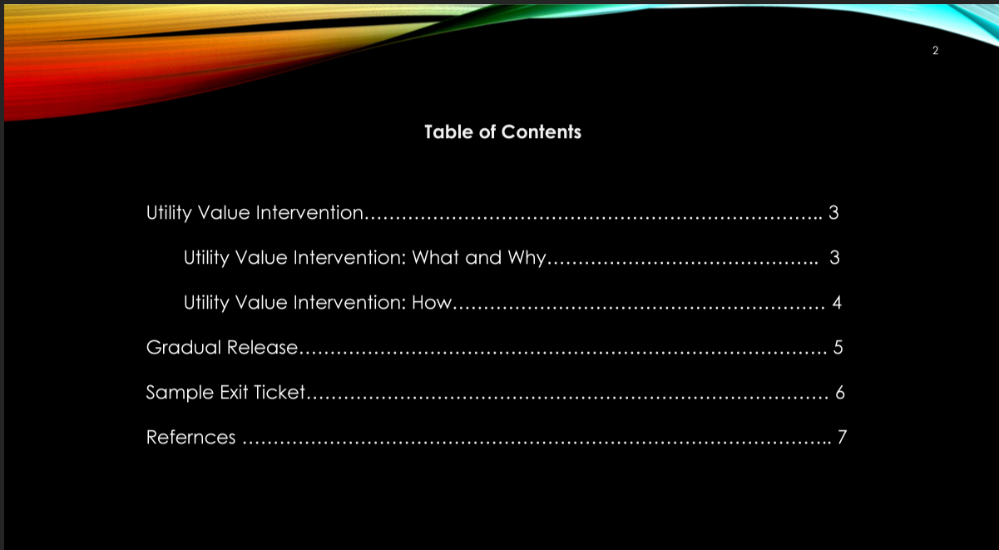 2
Table of Contents
Utility Value Intervention……………………………………………………………….. 3
Utility Value Intervention: What and Why…………………………………….. 3
Utility Value Intervention: How…………………………………………………… 4
Gradual Release…………………………………………………………………………. 5
Sample Exit Ticket………………………………………………………………………… 6
Refernces ………………………………………………………………………………….. 7